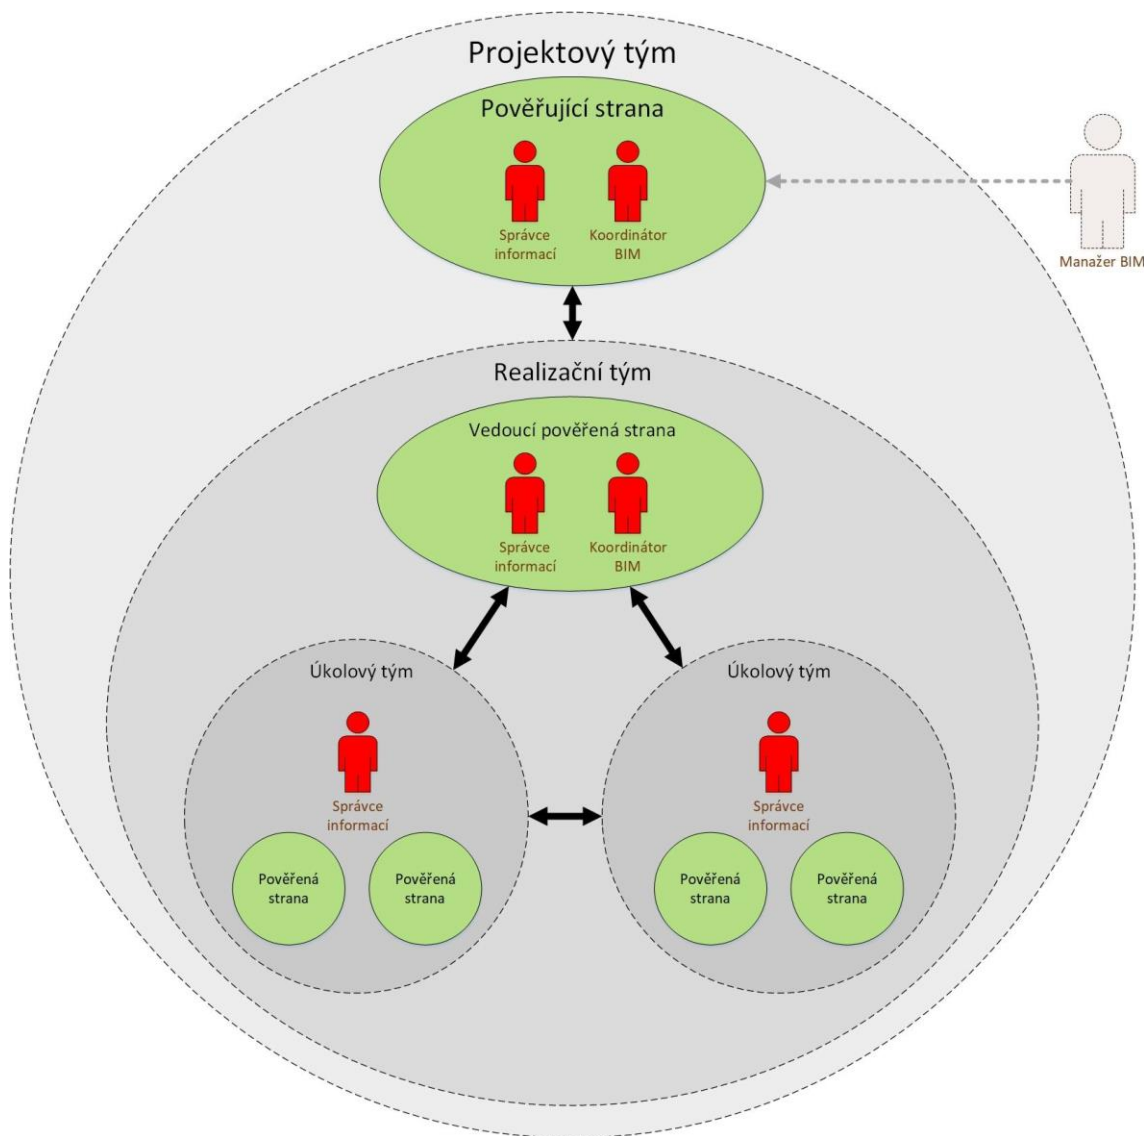 Projektový tým
Pověřující strana
Správce
informací
Koordinátor
BIM
Manažer BIM
Realizační tým
Vedoucí pověřená strana
Správce
informací
Koordinátor
BIM
Úkolový tým
Správce
informací
Pověřená
strana
Pověřená
strana
Úkolový tým
Správce
informací
Pověřená
strana
Pověřená
strana